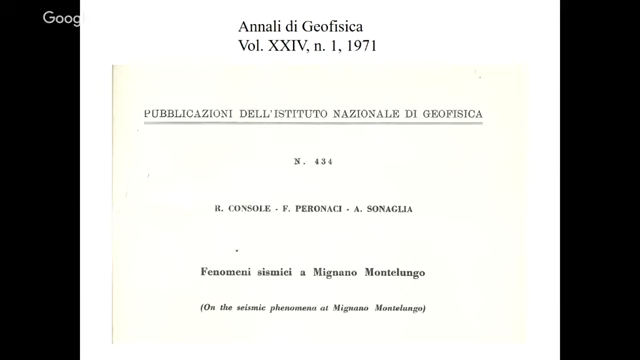 Google
Annali di Geofisica
Vol. XXIV, n. 1, 1971
PUBBLICAZIONI DELL'ISTITUTO NAZIONALE DI GEOFISICA
N. 434
R. CONSOLE - F. PERONACI - A. SONAGLIA
Fenomeni sismici a Mignano Montelungo
(On the seismic phenomena at Mignano Montelungo)